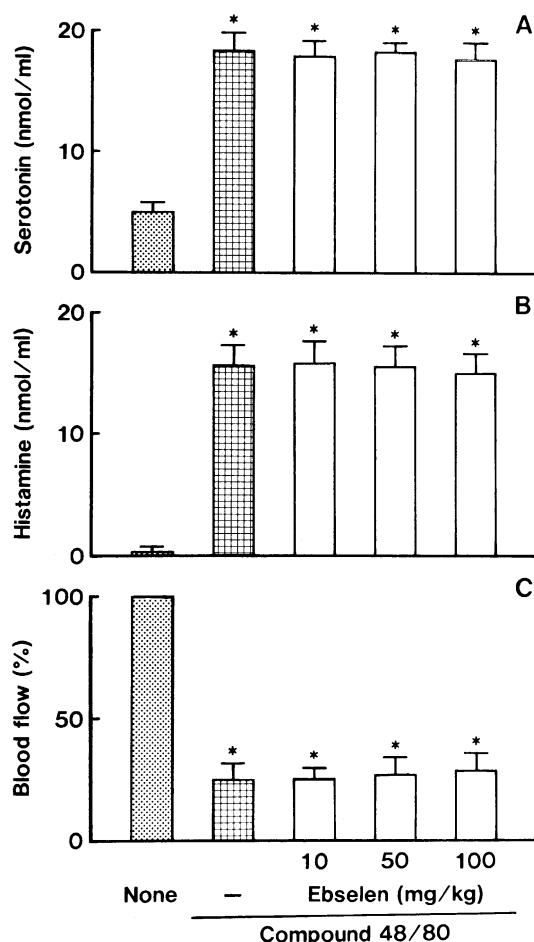 A
20
10
0
Serotonin (nmol/ml)
* * * * *
B
20
10
0
Histamine (nmol/ml)
* * * * *
C
100
50
0
Blood flow (%)
* * * * *
10 50 100
None – Ebselen (mg/kg)
Compound 48/80